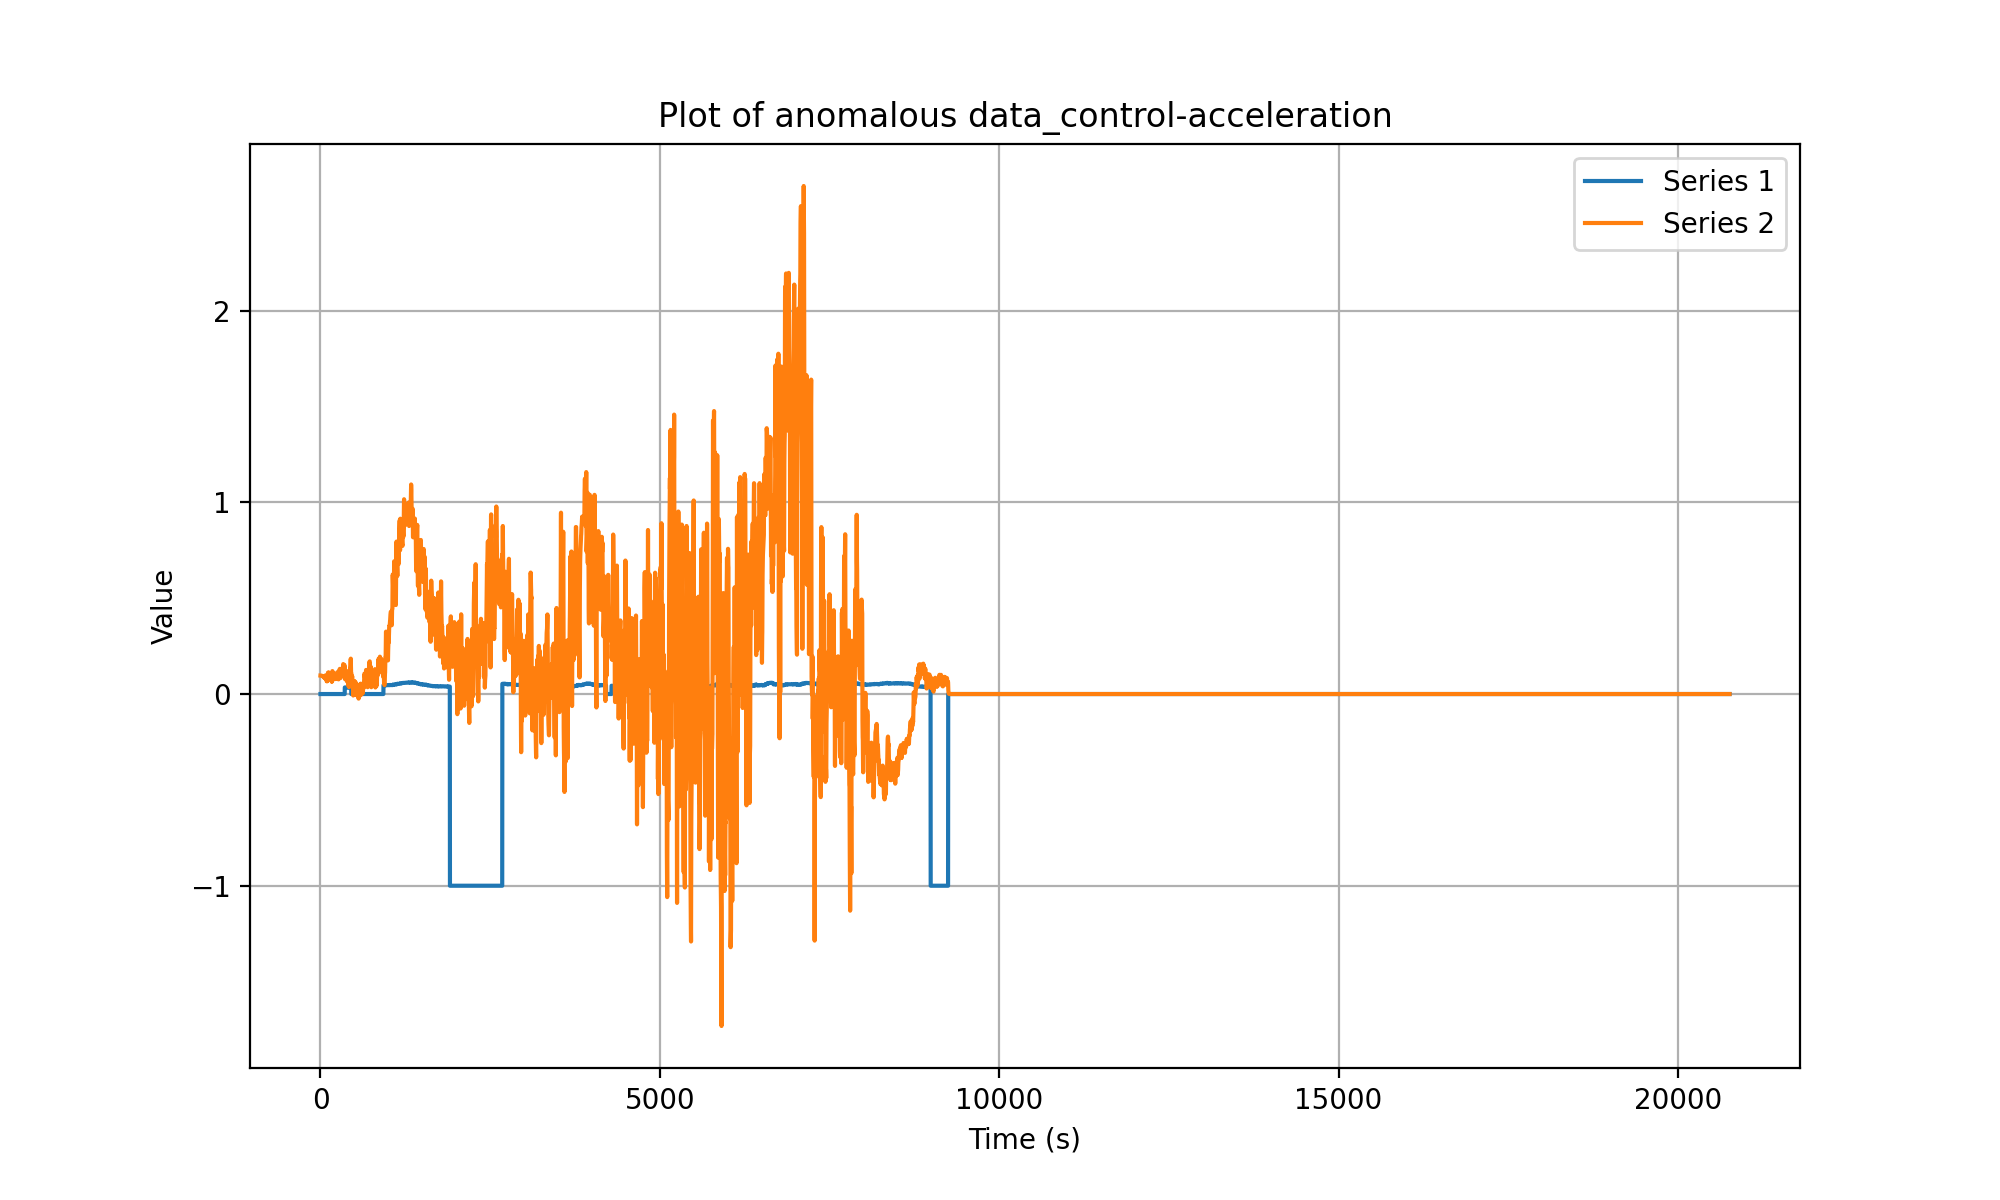 Plot of anomalous data_control-acceleration
Series 1
Series 2
2
1
0
−1
Value
0 5000 10000 15000 20000
Time (s)